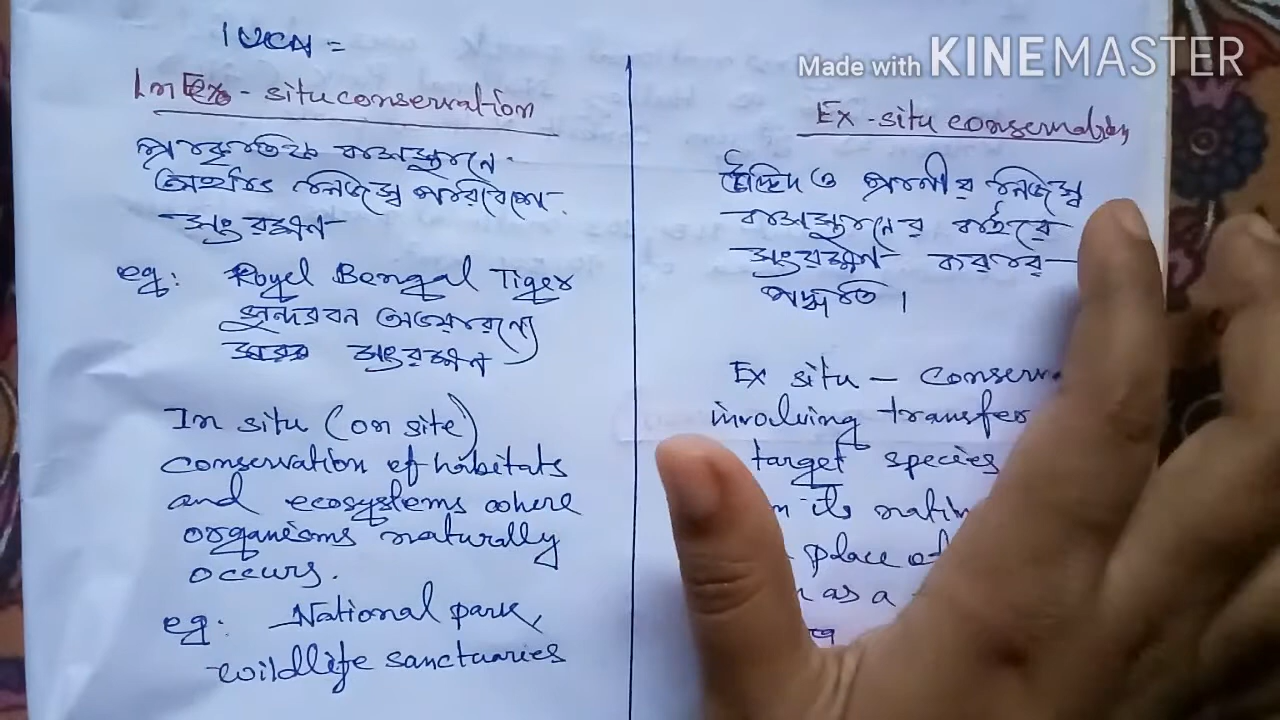 IUCN =
Made with KINEMASTER
In - situ conservation
প্রাকৃতিক বাসস্থানে
অর্থাৎ নিজস্ব পরিবেশে
সংরক্ষণ
eg: Royel Bengal Tiger
সুন্দরবন অভয়ারণ্যে
সংরক্ষণ
In situ (on site)
conservation of habitats
and ecosystems where
organisms naturally
occurs.
eg: National park,
wildlife sanctuaries
Ex - situ conservation
উদ্ভিদ ও প্রাণীর নিজস্ব
বাসস্থানের বাইরে
সংরক্ষণ করার
পদ্ধতি ।
Ex situ –
involving transfer
target species
its
place of
as a